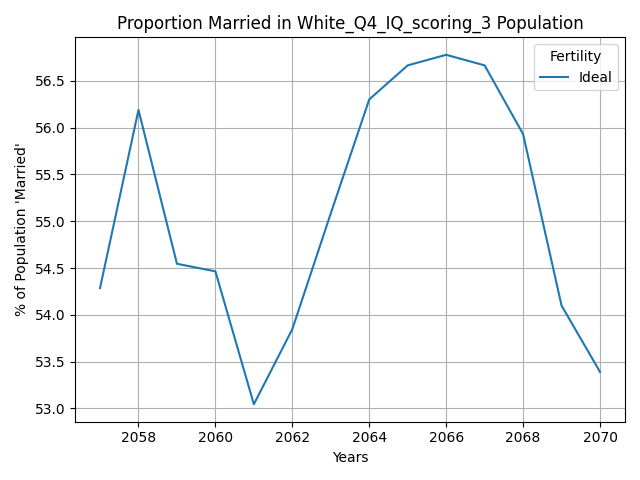 Proportion Married in White_Q4_IQ_scoring_3 Population
Fertility
Ideal
56.5
56.0
55.5
55.0
54.5
54.0
53.5
53.0
% of Population 'Married'
2058 2060 2062 2064 2066 2068 2070
Years